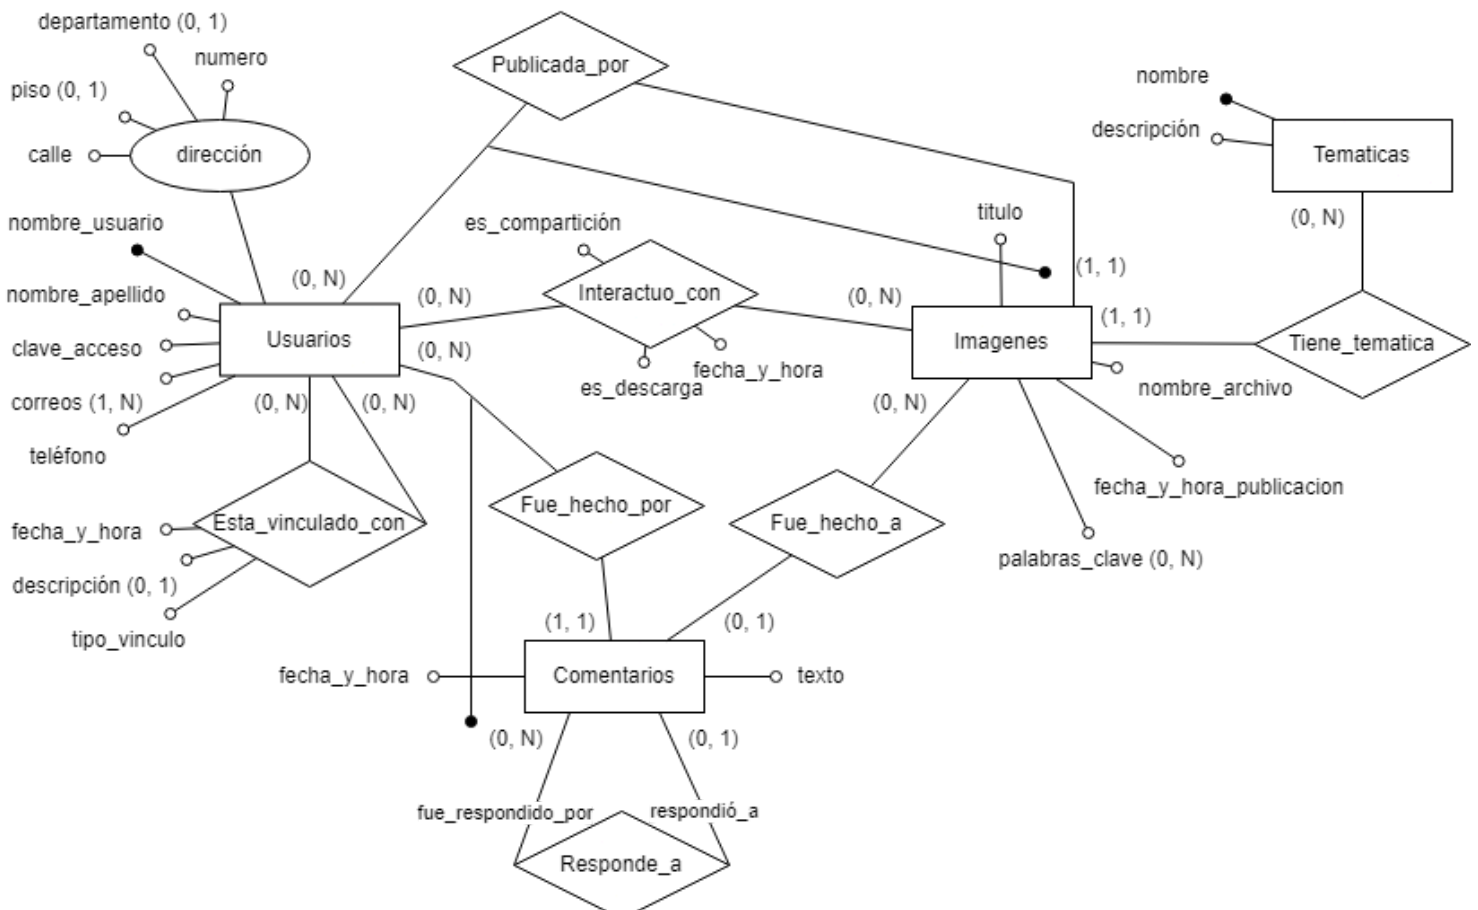 departamento (0, 1)
numero
piso (0, 1)
calle
dirección
Publicada_por
nombre
descripción
Tematicas
(0, N)
nombre_usuario
(0, N)
es_compartición
titulo
(1, 1)
nombre_apellido
(0, N)
Interactuo_con
(0, N)
(1, 1)
clave_acceso
Usuarios
(0, N)
es_descarga
fecha_y_hora
Imagenes
Tiene_tematica
nombre_archivo
correos (1, N)
(0, N)
(0, N)
(0, N)
teléfono
fecha_y_hora
Esta_vinculado_con
Fue_hecho_por
Fue_hecho_a
fecha_y_hora_publicacion
palabras_clave (0, N)
descripción (0, 1)
tipo_vinculo
(1, 1)
(0, 1)
fecha_y_hora
Comentarios
texto
(0, N)
(0, 1)
fue_respondido_por
respondió_a
Responde_a